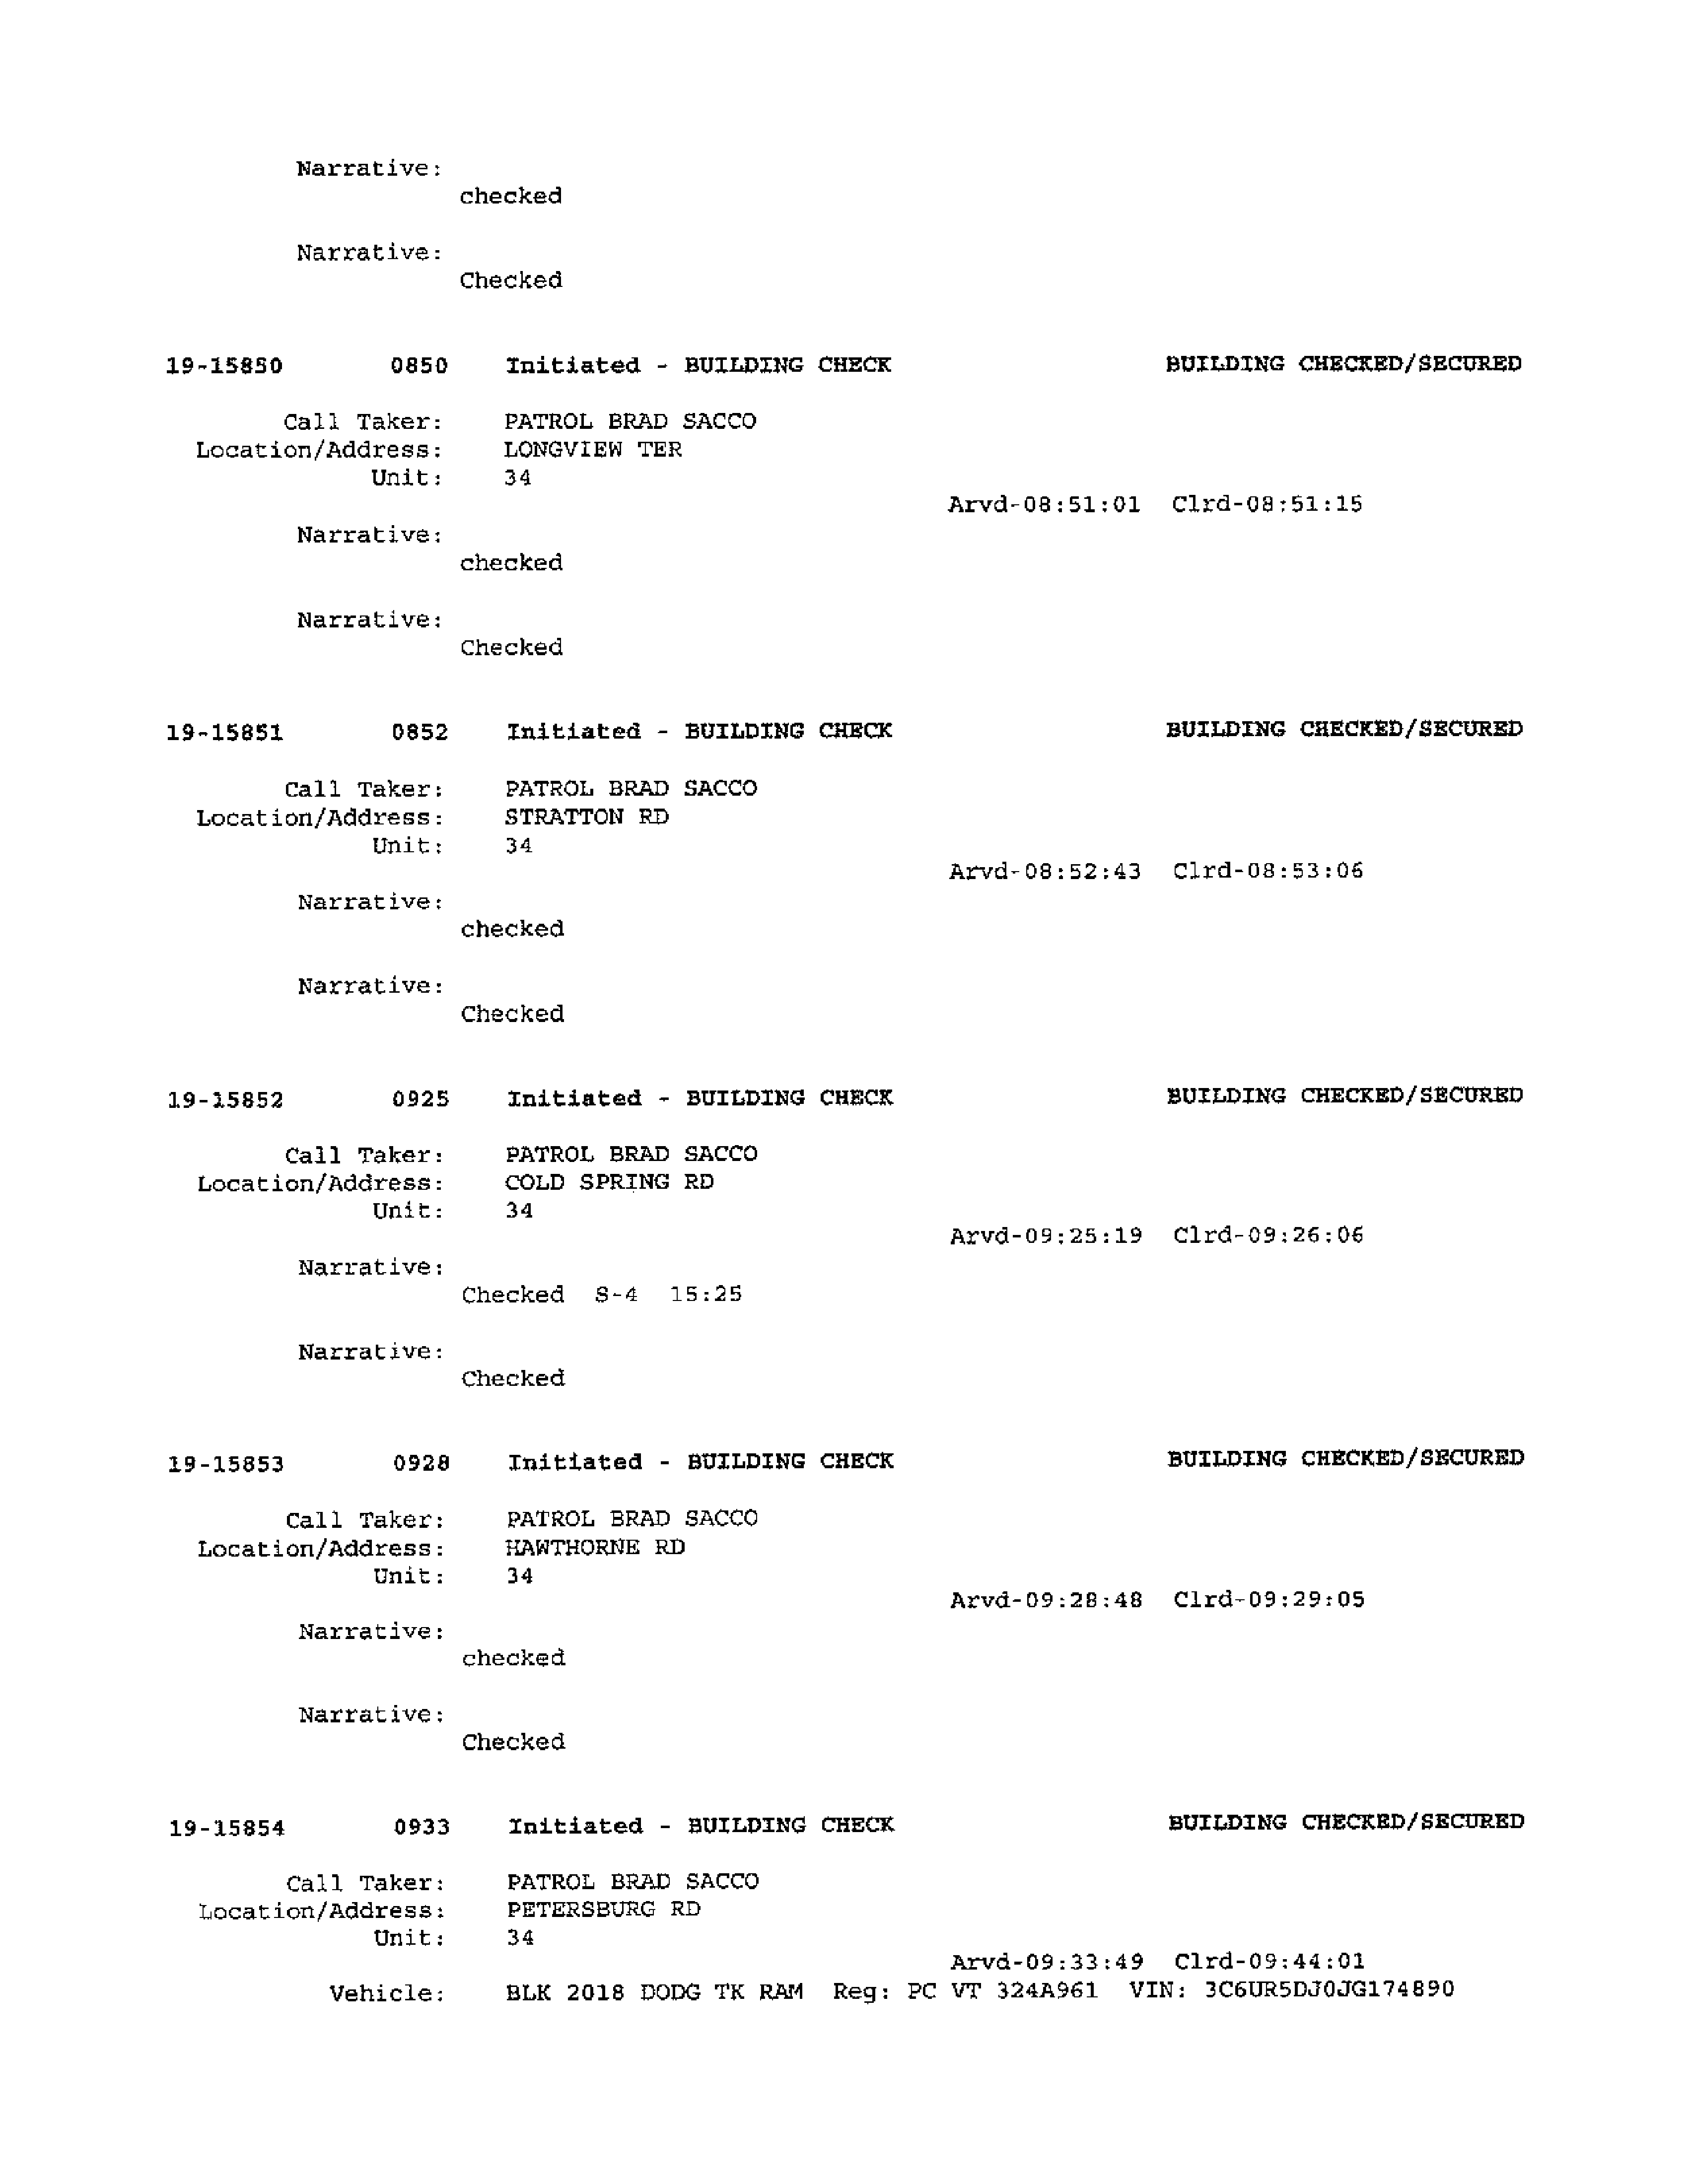 Narrative:
checked
Narrative:
Checked
19-15850 0850 Initiated - BUILDING CHECK BUILDING CHECKED/SECURED
Call Taker: PATROL BRAD SACCO
Location/Address: LONGVIEW TER
Unit: 34
Arvd-08:51:01 Clrd-08:51:15
Narrative:
checked
Narrative:
Checked
19-15851 0852 Initiated - BUILDING CHECK BUILDING CHECKED/SECURED
Call Taker: PATROL BRAD SACCO
Location/Address: STRATTON RD
Unit: 34
Arvd-08:52:43 Clrd-08:53:06
Narrative:
checked
Narrative:
Checked
19-15852 0925 Initiated - BUILDING CHECK BUILDING CHECKED/SECURED
Call Taker: PATROL BRAD SACCO
Location/Address: COLD SPRING RD
Unit: 34
Arvd-09:25:19 Clrd-09:26:06
Narrative:
Checked S-4 15:25
Narrative:
Checked
19-15853 0928 Initiated - BUILDING CHECK BUILDING CHECKED/SECURED
Call Taker: PATROL BRAD SACCO
Location/Address: HAWTHORNE RD
Unit: 34
Arvd-09:28:48 Clrd-09:29:05
Narrative:
checked
Narrative:
Checked
19-15854 0933 Initiated - BUILDING CHECK BUILDING CHECKED/SECURED
Call Taker: PATROL BRAD SACCO
Location/Address: PETERSBURG RD
Unit: 34
Arvd-09:33:49 Clrd-09:44:01
Vehicle: BLK 2018 DODG TK RAM Reg: PC VT 324A961 VIN: 3C6UR5DJ0JG174890